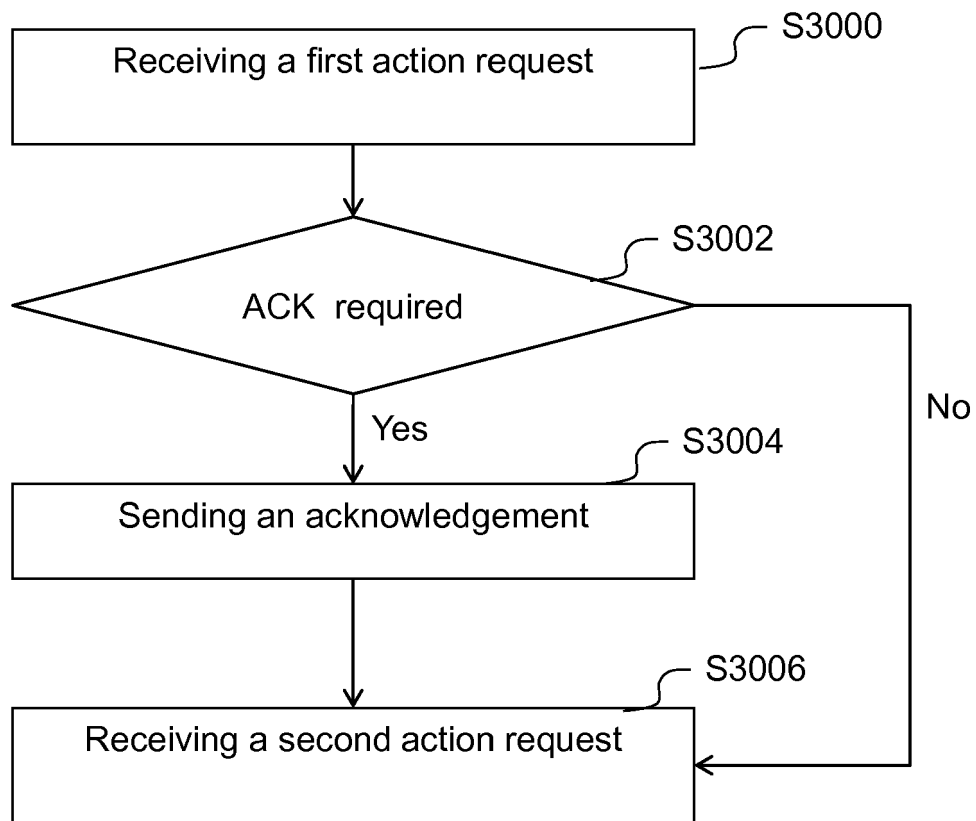 S3000
Receiving a first action request
S3002
ACK required
No
Yes
S3004
Sending an acknowledgement
S3006
Receiving a second action request